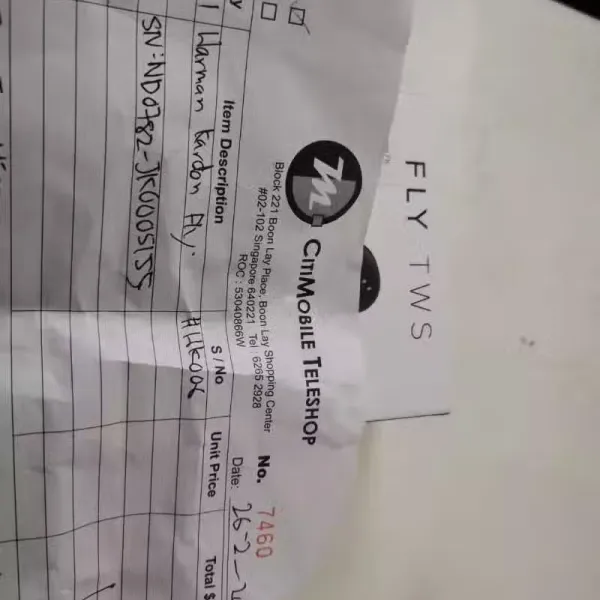 FLY TWS
CITIMOBILE TELESHOP
Block 221 Boon Lay Place, Boon Lay Shopping Center
#02-102 Singapore 640221 Tel : 6265 2928
ROC : 53040866W
No. 7460
Date: 26-2-20
Item Description S / No Unit Price Total $
1 Harman Kardon Fly. HHK006
SN:ND0782-JK0005155